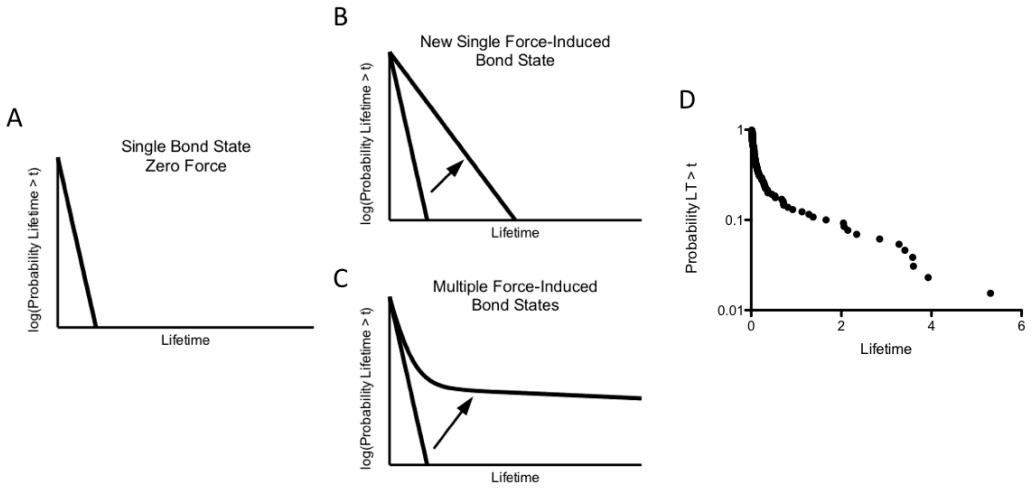 A
Single Bond State
Zero Force
log(Probability Lifetime > t)
Lifetime
B
New Single Force-Induced
Bond State
log(Probability Lifetime > t)
Lifetime
C
Multiple Force-Induced
Bond States
log(Probability Lifetime > t)
Lifetime
D
Probability LT > t
1
0.1
0.01
0
2
4
6
Lifetime